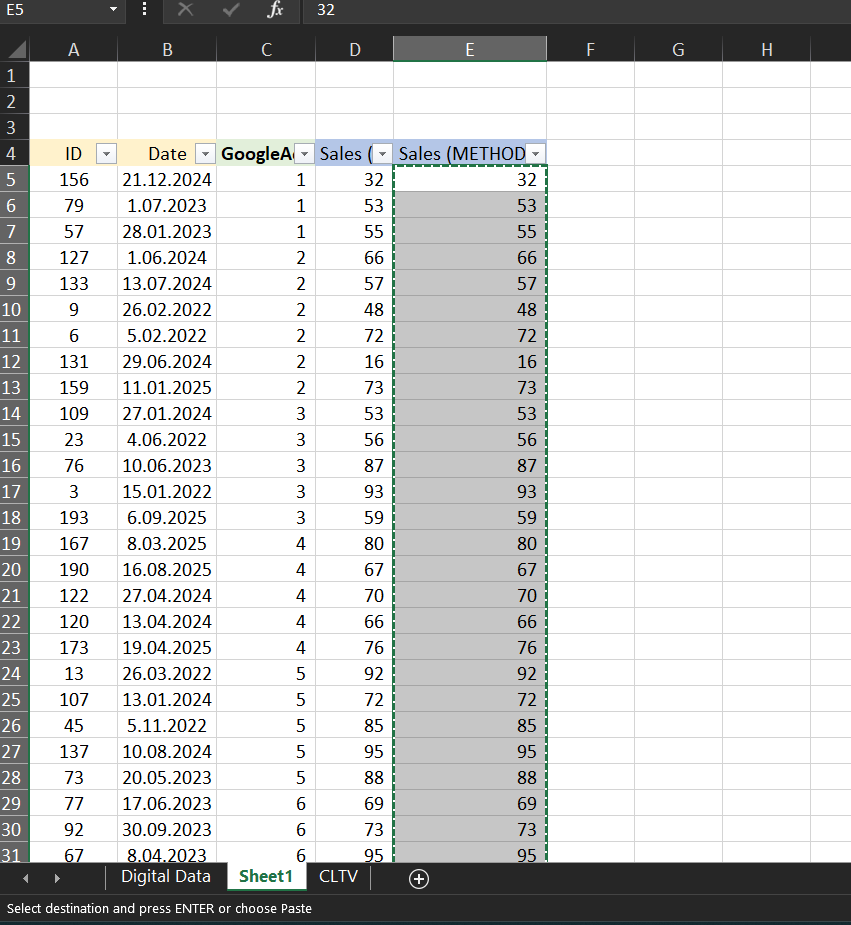 E5 fx 32
A B C D E F G H
1
2
3
4 ID Date GoogleA Sales ( Sales (METHOD
5 156 21.12.2024 1 32 32
6 79 1.07.2023 1 53 53
7 57 28.01.2023 1 55 55
8 127 1.06.2024 2 66 66
9 133 13.07.2024 2 57 57
10 9 26.02.2022 2 48 48
11 6 5.02.2022 2 72 72
12 131 29.06.2024 2 16 16
13 159 11.01.2025 2 73 73
14 109 27.01.2024 3 53 53
15 23 4.06.2022 3 56 56
16 76 10.06.2023 3 87 87
17 3 15.01.2022 3 93 93
18 193 6.09.2025 3 59 59
19 167 8.03.2025 4 80 80
20 190 16.08.2025 4 67 67
21 122 27.04.2024 4 70 70
22 120 13.04.2024 4 66 66
23 173 19.04.2025 4 76 76
24 13 26.03.2022 5 92 92
25 107 13.01.2024 5 72 72
26 45 5.11.2022 5 85 85
27 137 10.08.2024 5 95 95
28 73 20.05.2023 5 88 88
29 77 17.06.2023 6 69 69
30 92 30.09.2023 6 73 73
31 67 8.04.2023 6 95 95
Digital Data Sheet1 CLTV
Select destination and press ENTER or choose Paste